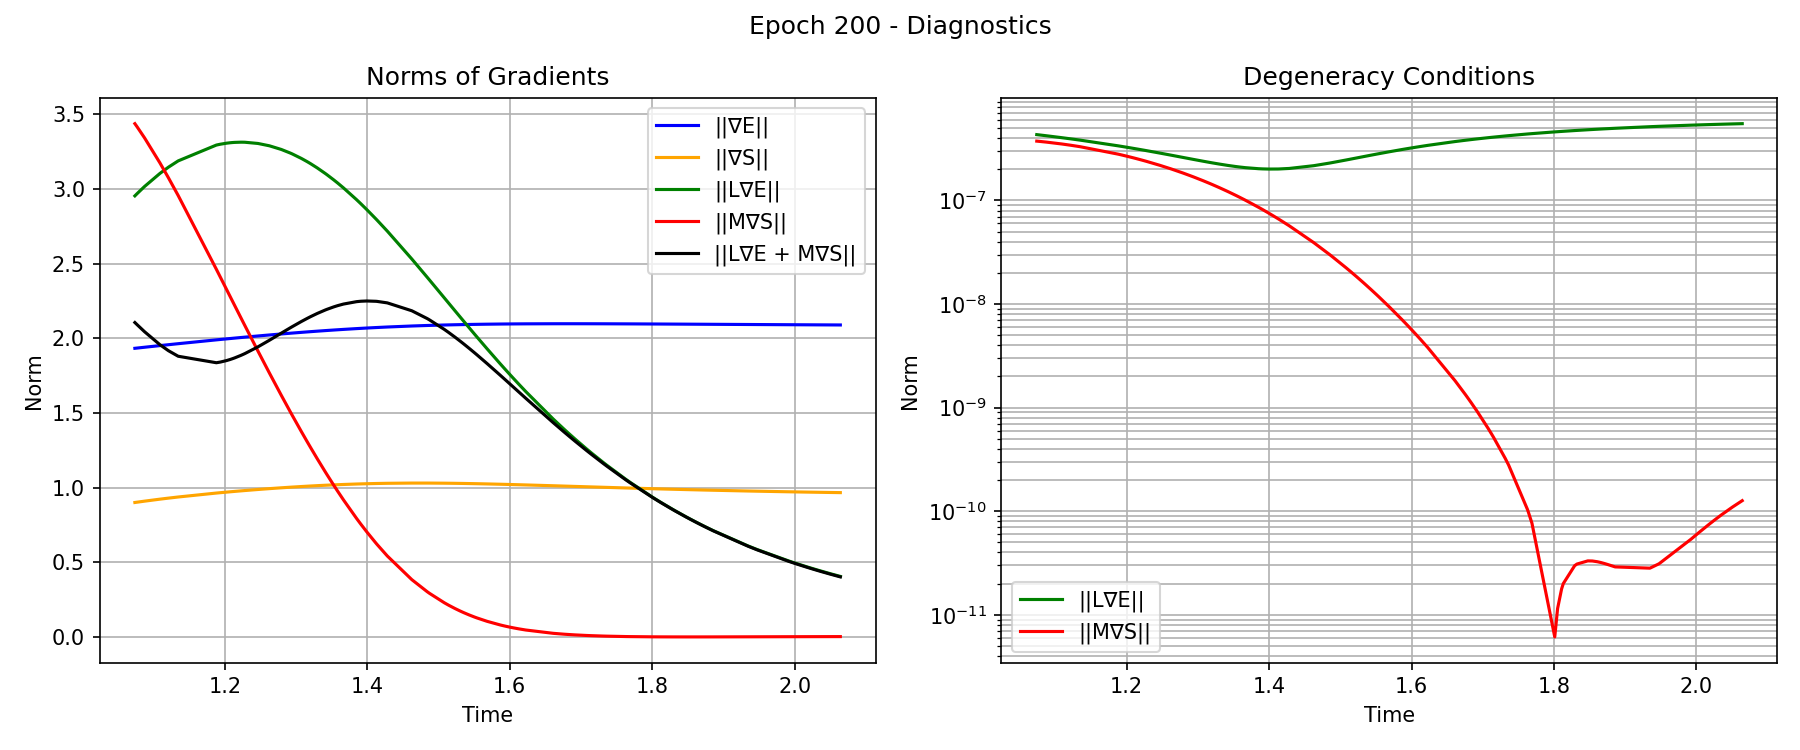 Epoch 200 - Diagnostics
Norms of Gradients
Norm
3.5
3.0
2.5
2.0
1.5
1.0
0.5
0.0
||∇E||
||∇S||
||L∇E||
||M∇S||
||L∇E + M∇S||
1.2 1.4 1.6 1.8 2.0
Time
Degeneracy Conditions
Norm
10⁻⁷
10⁻⁸
10⁻⁹
10⁻¹⁰
10⁻¹¹
||L∇E||
||M∇S||
1.2 1.4 1.6 1.8 2.0
Time